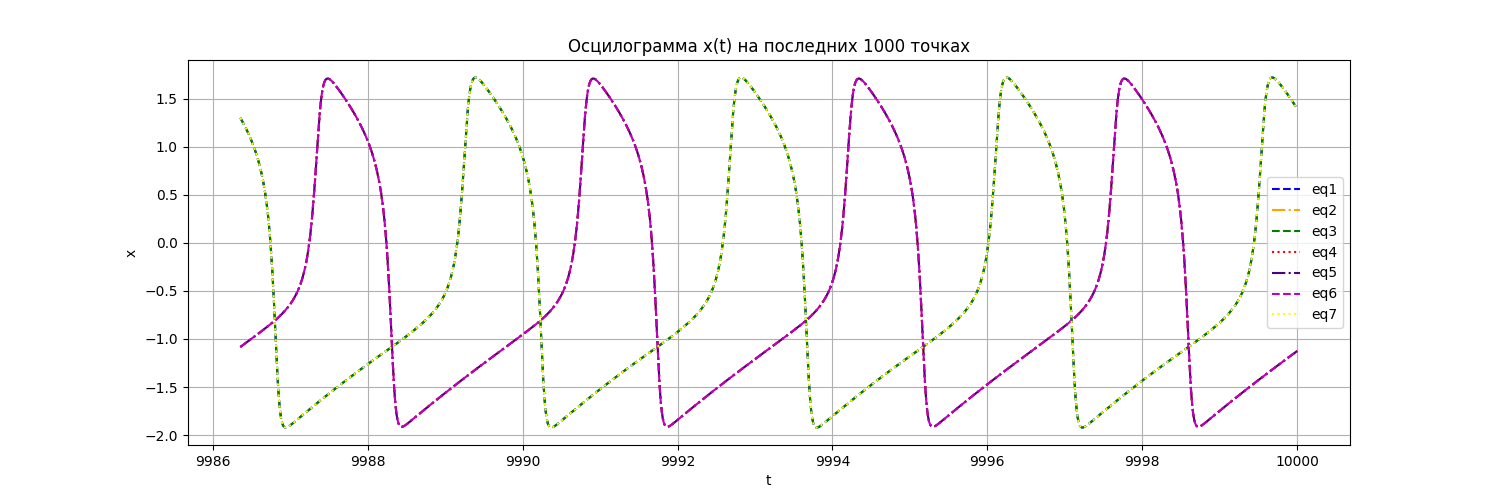 Осцилограмма x(t) на последних 1000 точках
x
1.5
1.0
0.5
0.0
−0.5
−1.0
−1.5
−2.0
eq1
eq2
eq3
eq4
eq5
eq6
eq7
9986
9988
9990
9992
9994
9996
9998
10000
t